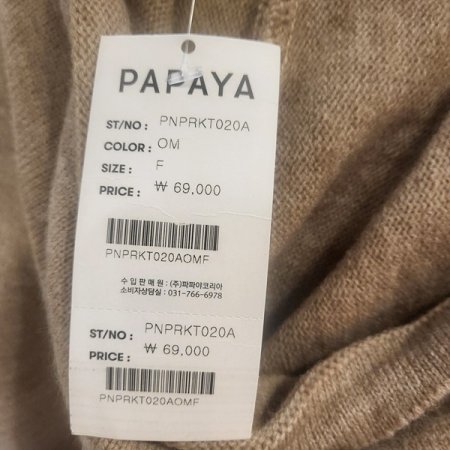 PAPAYA
ST/NO : PNPRKT020A
COLOR : OM
SIZE : F
PRICE : ₩ 69,000
PNPRKT020AOMF
수 입 판 매 원 : (주)파파야코리아
소비자상담실 : 031-766-6978
ST/NO : PNPRKT020A
PRICE : ₩ 69,000
PNPRKT020AOMF